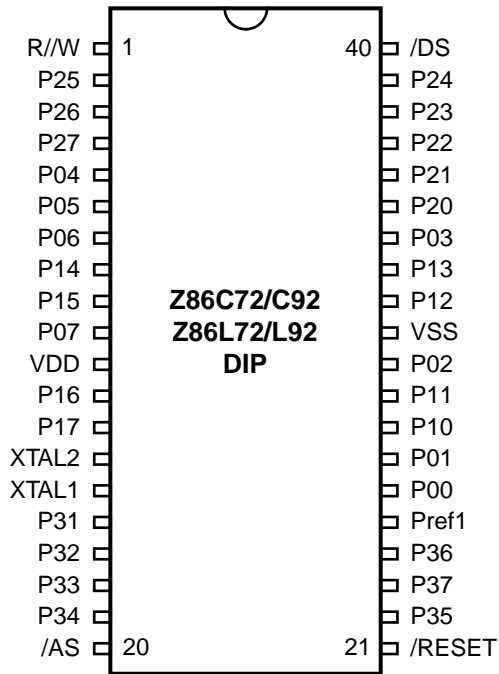 R//W 1 40 /DS
P25 P24
P26 P23
P27 P22
P04 P21
P05 P20
P06 P03
P14 P13
P15 Z86C72/C92 P12
P07 Z86L72/L92 VSS
VDD DIP P02
P16 P11
P17 P10
XTAL2 P01
XTAL1 P00
P31 Pref1
P32 P36
P33 P37
P34 P35
/AS 20 21 /RESET